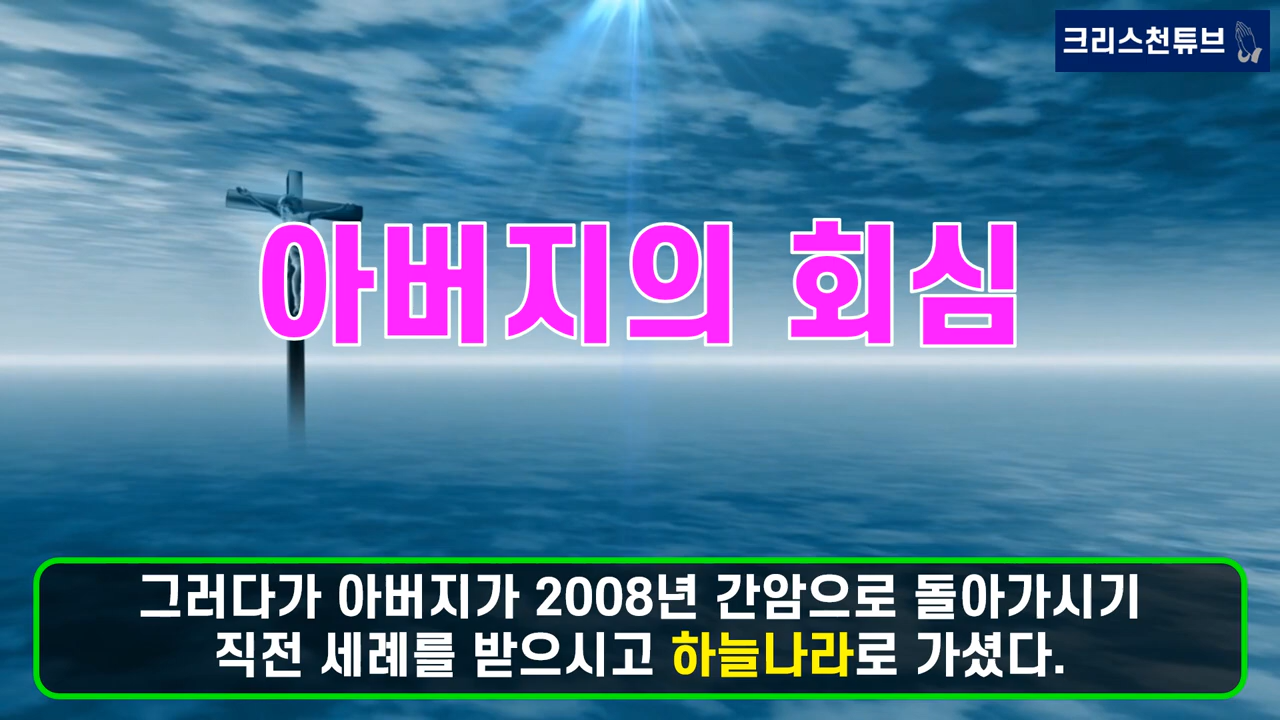 크리스천튜브
아버지의 회심
그러다가 아버지가 2008년 간암으로 돌아가시기
직전 세례를 받으시고 하늘나라로 가셨다.